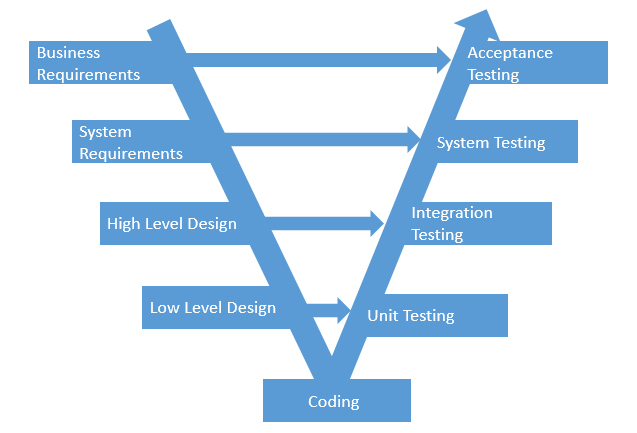 Business
Requirements
Acceptance
Testing
System
Requirements
System Testing
High Level Design
Integration
Testing
Low Level Design
Unit Testing
Coding